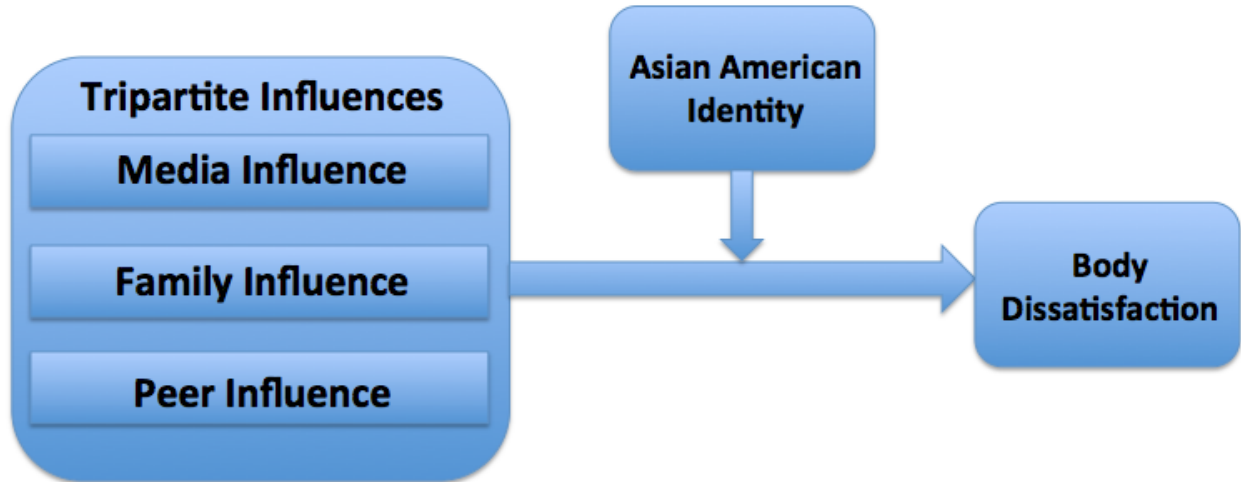 Tripartite Influences
Media Influence
Family Influence
Peer Influence
Asian American
Identity
Body
Dissatisfaction